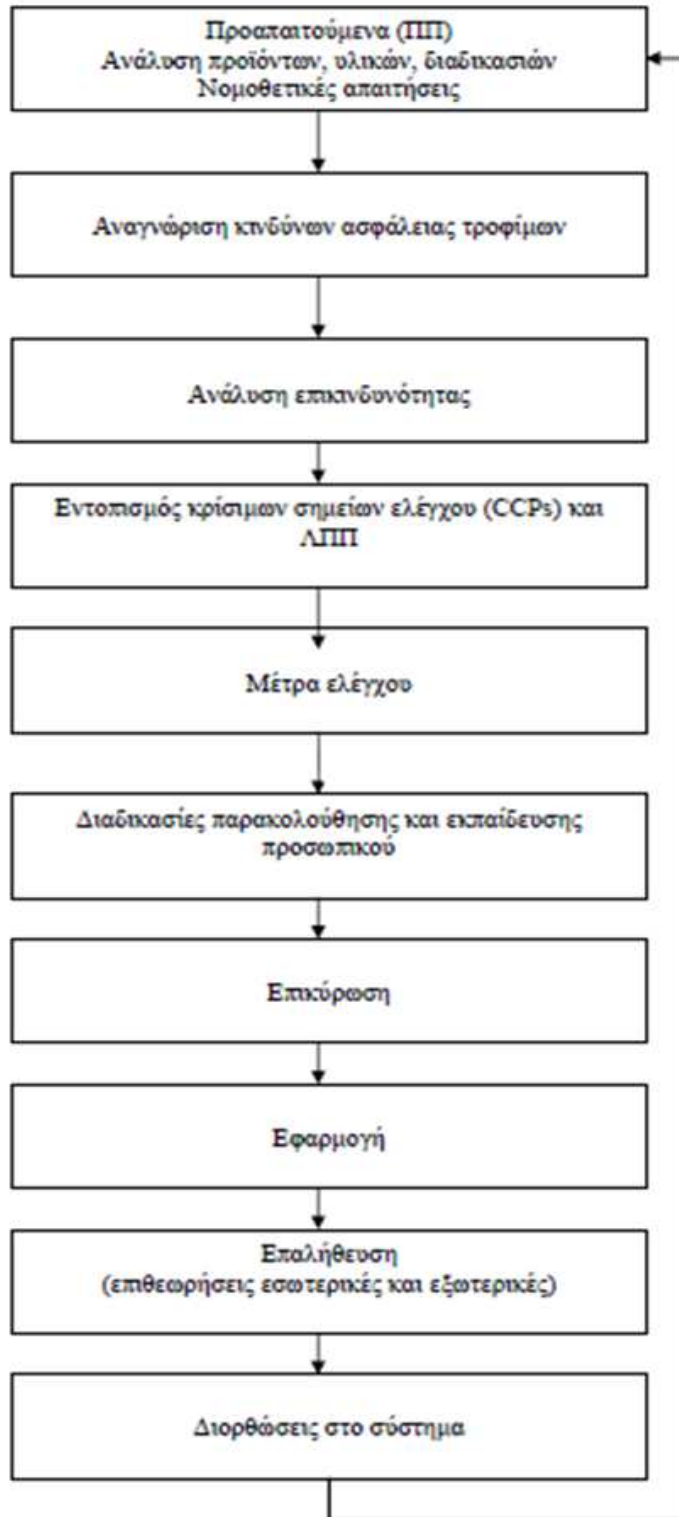 Προαπαιτούμενα (ΠΠ)
Ανάλυση προϊόντων, υλικών, διαδικασιών
Νομοθετικές απαιτήσεις
Αναγνώριση κινδύνων ασφάλειας τροφίμων
Ανάλυση επικινδυνότητας
Εντοπισμός κρίσιμων σημείων ελέγχου (CCPs) και
ΛΠΠ
Μέτρα ελέγχου
Διαδικασίες παρακολούθησης και εκπαίδευσης
προσωπικού
Επικύρωση
Εφαρμογή
Επαλήθευση
(επιθεωρήσεις εσωτερικές και εξωτερικές)
Διορθώσεις στο σύστημα